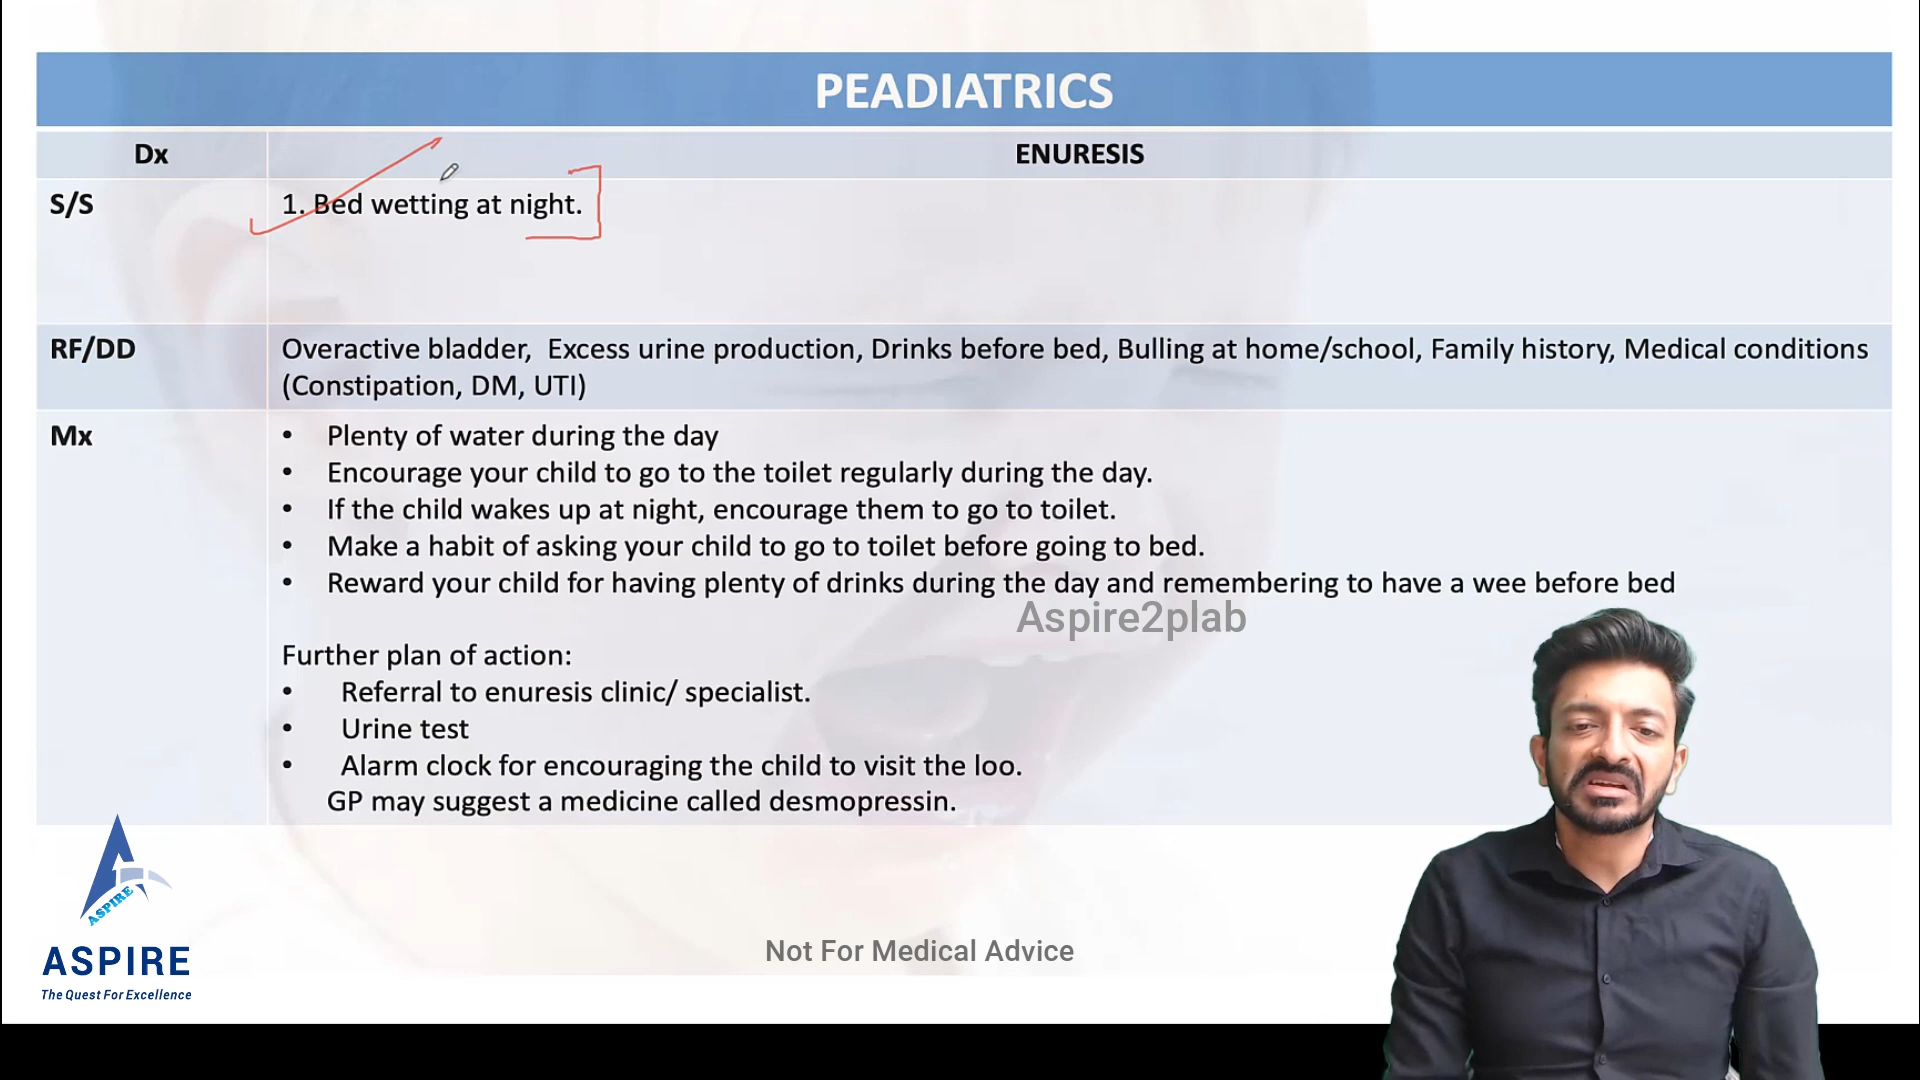 PEADIATRICS
Dx
ENURESIS
S/S
1. Bed wetting at night.
RF/DD
Overactive bladder, Excess urine production, Drinks before bed, Bulling at home/school, Family history, Medical conditions
(Constipation, DM, UTI)
Mx
• Plenty of water during the day
• Encourage your child to go to the toilet regularly during the day.
• If the child wakes up at night, encourage them to go to toilet.
• Make a habit of asking your child to go to toilet before going to bed.
• Reward your child for having plenty of drinks during the day and remembering to have a wee before bed
Aspire2plab
Further plan of action:
• Referral to enuresis clinic/ specialist.
• Urine test
• Alarm clock for encouraging the child to visit the loo.
GP may suggest a medicine called desmopressin.
ASPIRE
ASPIRE
The Quest For Excellence
Not For Medical Advice